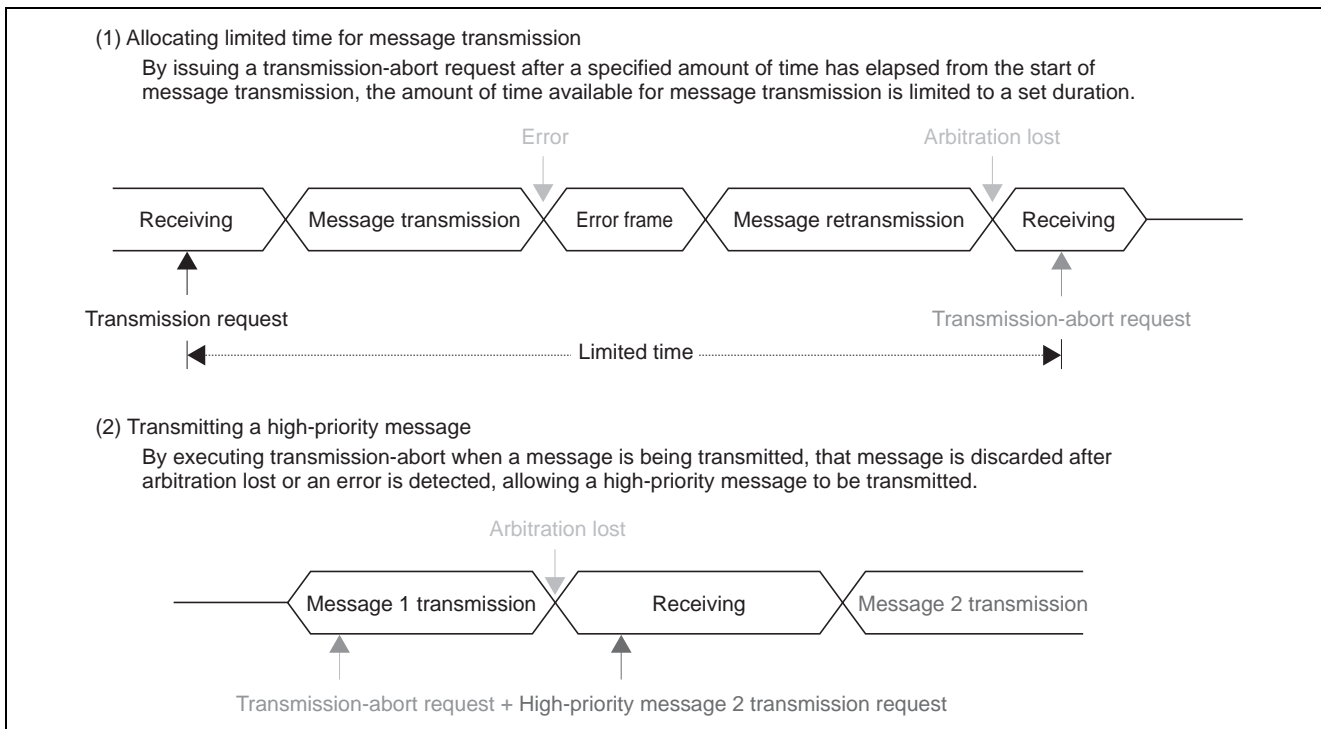 (1) Allocating limited time for message transmission
By issuing a transmission-abort request after a specified amount of time has elapsed from the start of
message transmission, the amount of time available for message transmission is limited to a set duration.
Error
Arbitration lost
Receiving
Message transmission
Error frame
Message retransmission
Receiving
Transmission request
Transmission-abort request
Limited time
(2) Transmitting a high-priority message
By executing transmission-abort when a message is being transmitted, that message is discarded after
arbitration lost or an error is detected, allowing a high-priority message to be transmitted.
Arbitration lost
Message 1 transmission
Receiving
Message 2 transmission
Transmission-abort request + High-priority message 2 transmission request